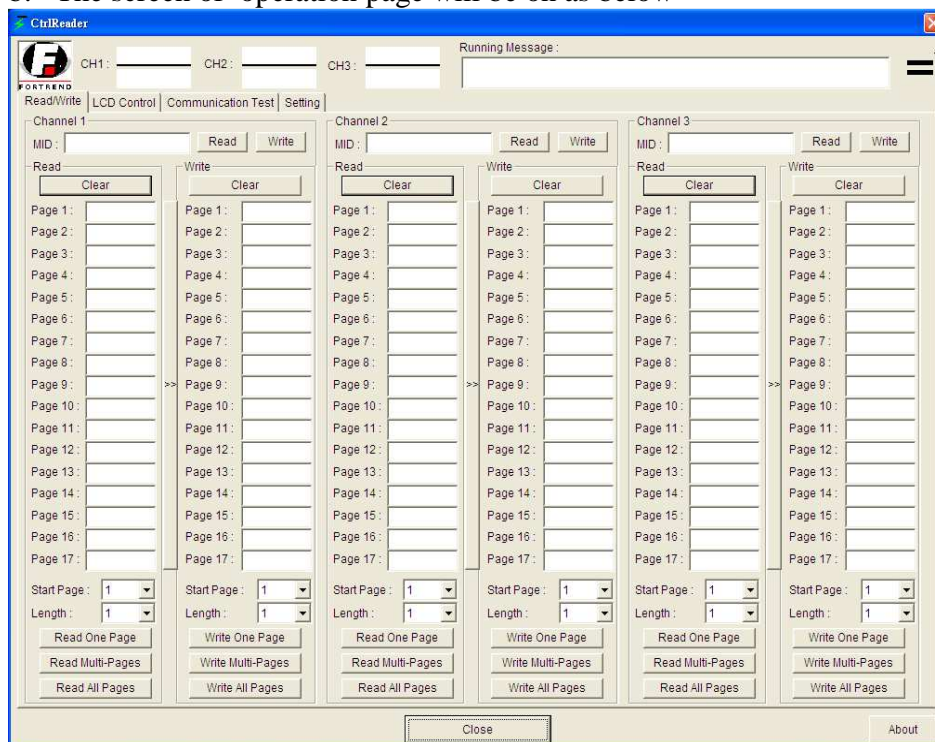 The screen of operation page will be on as below
CtrlReader
FORTREND
CH1 :
CH2 :
CH3 :
Running Message :
Read/Write LCD Control Communication Test Setting
Channel 1 Channel 2 Channel 3
MID : Read Write MID : Read Write MID : Read Write
Read Write Read Write Read Write
Clear Clear Clear Clear Clear Clear
Page 1 : Page 1 : Page 1 : Page 1 : Page 1 : Page 1 :
Page 2 : Page 2 : Page 2 : Page 2 : Page 2 : Page 2 :
Page 3 : Page 3 : Page 3 : Page 3 : Page 3 : Page 3 :
Page 4 : Page 4 : Page 4 : Page 4 : Page 4 : Page 4 :
Page 5 : Page 5 : Page 5 : Page 5 : Page 5 : Page 5 :
Page 6 : Page 6 : Page 6 : Page 6 : Page 6 : Page 6 :
Page 7 : Page 7 : Page 7 : Page 7 : Page 7 : Page 7 :
Page 8 : Page 8 : Page 8 : Page 8 : Page 8 : Page 8 :
Page 9 : >> Page 9 : Page 9 : >> Page 9 : Page 9 : >> Page 9 :
Page 10 : Page 10 : Page 10 : Page 10 : Page 10 : Page 10 :
Page 11 : Page 11 : Page 11 : Page 11 : Page 11 : Page 11 :
Page 12 : Page 12 : Page 12 : Page 12 : Page 12 : Page 12 :
Page 13 : Page 13 : Page 13 : Page 13 : Page 13 : Page 13 :
Page 14 : Page 14 : Page 14 : Page 14 : Page 14 : Page 14 :
Page 15 : Page 15 : Page 15 : Page 15 : Page 15 : Page 15 :
Page 16 : Page 16 : Page 16 : Page 16 : Page 16 : Page 16 :
Page 17 : Page 17 : Page 17 : Page 17 : Page 17 : Page 17 :
Start Page : 1 Start Page : 1 Start Page : 1 Start Page : 1 Start Page : 1 Start Page : 1
Length : 1 Length : 1 Length : 1 Length : 1 Length : 1 Length : 1
Read One Page Write One Page Read One Page Write One Page Read One Page Write One Page
Read Multi-Pages Write Multi-Pages Read Multi-Pages Write Multi-Pages Read Multi-Pages Write Multi-Pages
Read All Pages Write All Pages Read All Pages Write All Pages Read All Pages Write All Pages
Close About